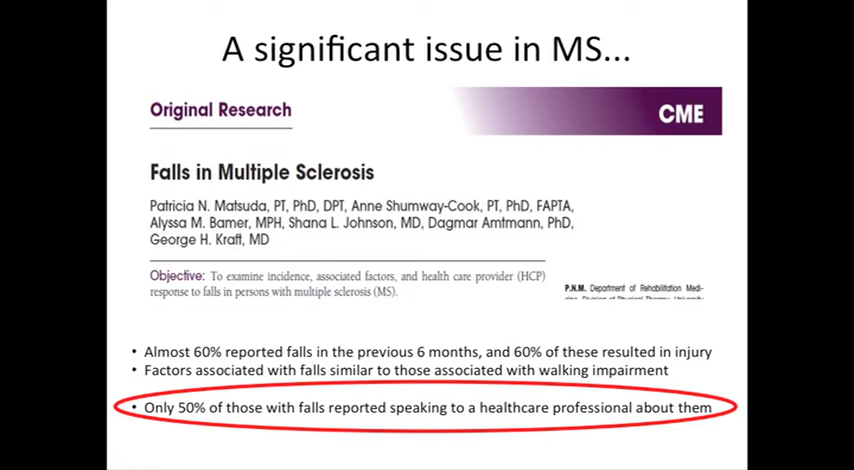 A significant issue in MS...
Original Research
CME
Falls in Multiple Sclerosis
Patricia N. Matsuda, PT, PhD, DPT, Anne Shumway-Cook, PT, PhD, FAPTA,
Alyssa M. Bamer, MPH, Shana L. Johnson, MD, Dagmar Amtmann, PhD,
George H. Kraft, MD
Objective: To examine incidence, associated factors, and health care provider (HCP)
response to falls in persons with multiple sclerosis (MS).
P.N.M. Department of Rehabilitation Medi-
• Almost 60% reported falls in the previous 6 months, and 60% of these resulted in injury
• Factors associated with falls similar to those associated with walking impairment
• Only 50% of those with falls reported speaking to a healthcare professional about them